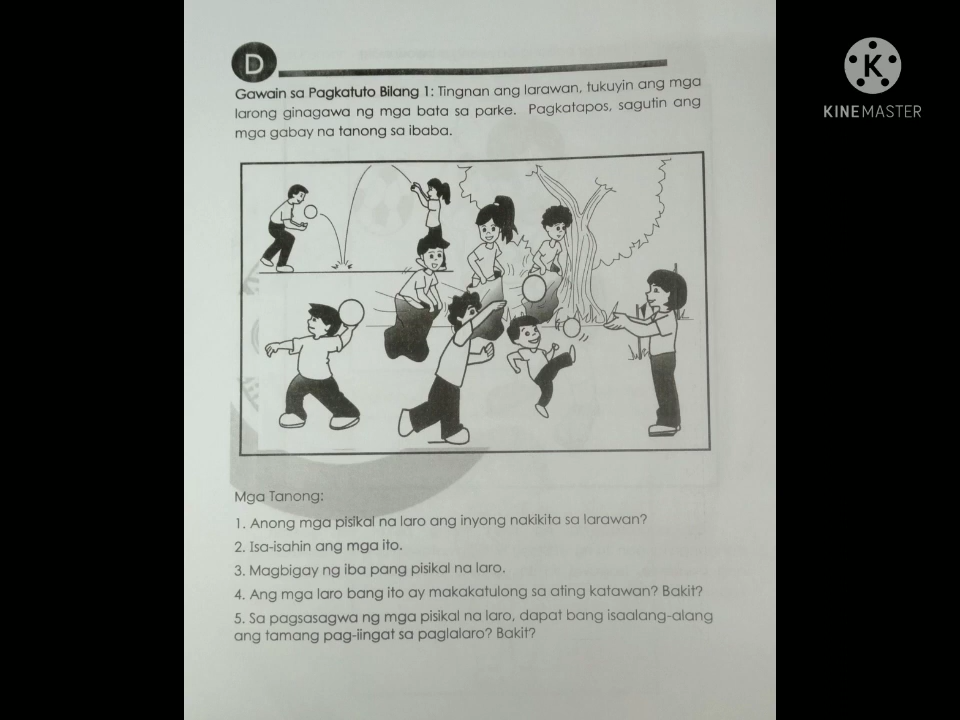 D
Gawain sa Pagkatuto Bilang 1: Tingnan ang larawan, tukuyin ang mga
larong ginagawa ng mga bata sa parke. Pagkatapos, sagutin ang
mga gabay na tanong sa ibaba.
K
KINEMASTER
Mga Tanong:
1. Anong mga pisikal na laro ang inyong nakikita sa larawan?
2. Isa-isahin ang mga ito.
3. Magbigay ng iba pang pisikal na laro.
4. Ang mga laro bang ito ay makakatulong sa ating katawan? Bakit?
5. Sa pagsasagwa ng mga pisikal na laro, dapat bang isaalang-alang
ang tamang pag-iingat sa paglalaro? Bakit?